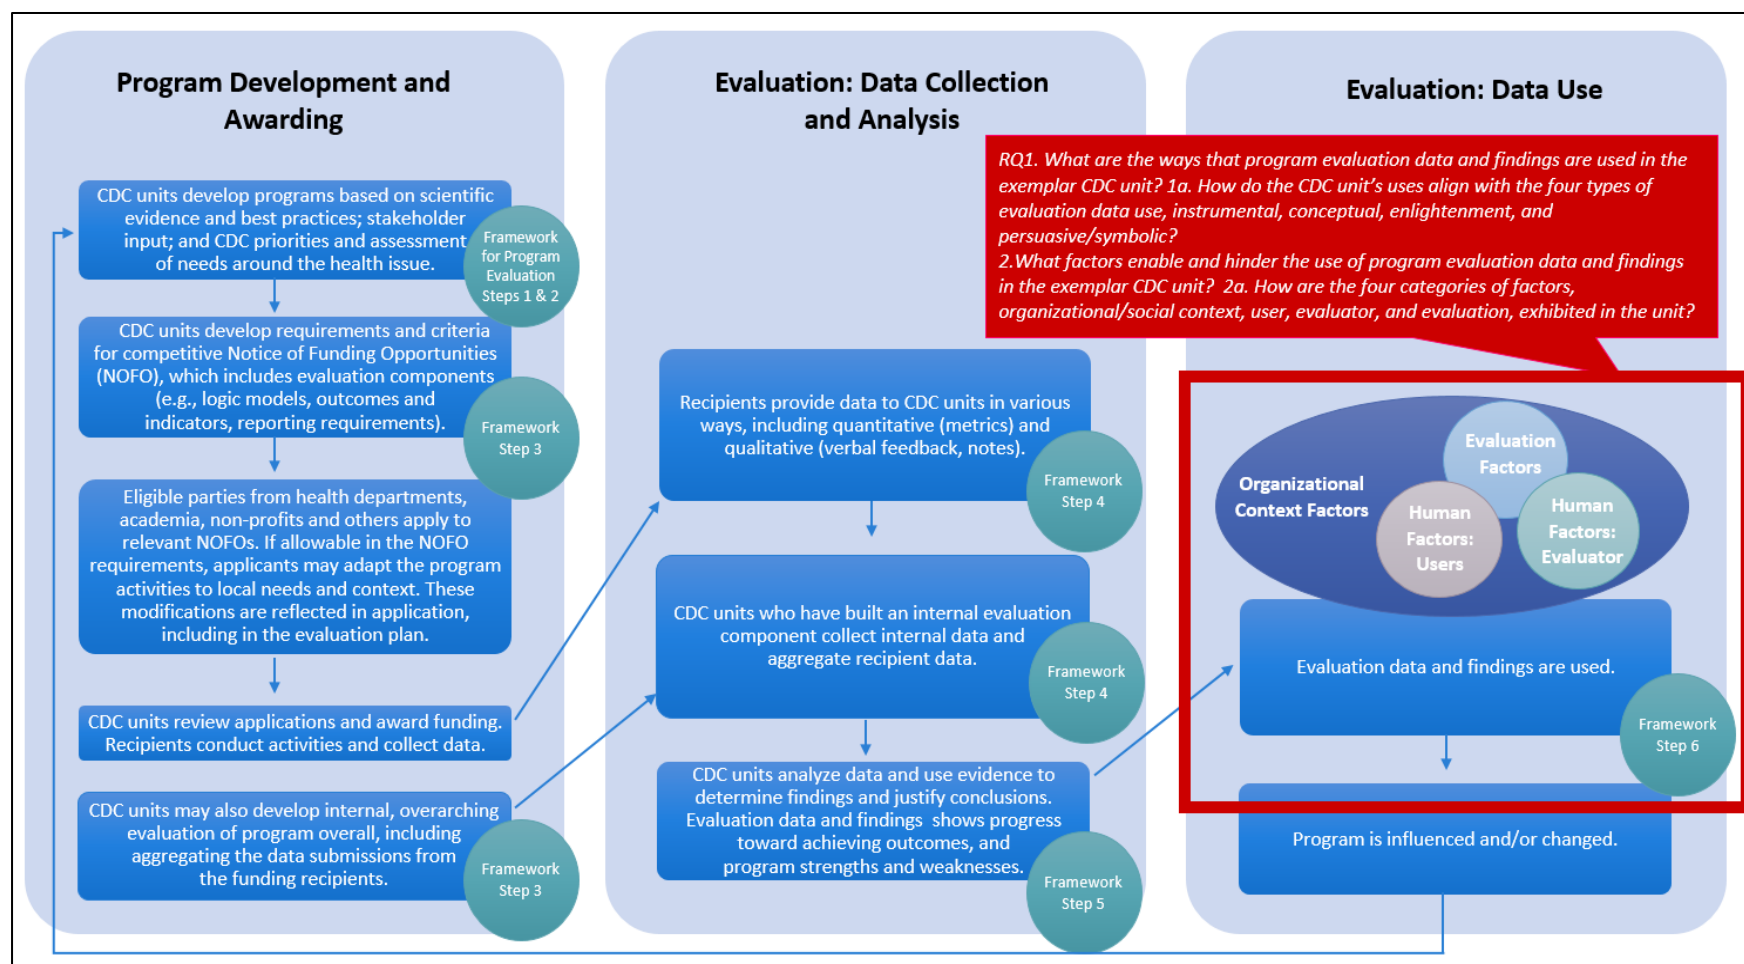 Program Development and
Awarding
CDC units develop programs based on scientific
evidence and best practices; stakeholder
input; and CDC priorities and assessment
of needs around the health issue.
Framework
for Program
Evaluation
Steps 1 & 2
CDC units develop requirements and criteria
for competitive Notice of Funding Opportunities
(NOFO), which includes evaluation components
(e.g., logic models, outcomes and
indicators, reporting requirements).
Framework
Step 3
Eligible parties from health departments,
academia, non-profits and others apply to
relevant NOFOs. If allowable in the NOFO
requirements, applicants may adapt the program
activities to local needs and context. These
modifications are reflected in application,
including in the evaluation plan.
CDC units review applications and award funding.
Recipients conduct activities and collect data.
CDC units may also develop internal, overarching
evaluation of program overall, including
aggregating the data submissions from
the funding recipients.
Framework
Step 3
Evaluation: Data Collection
and Analysis
Recipients provide data to CDC units in various
ways, including quantitative (metrics) and
qualitative (verbal feedback, notes).
Framework
Step 4
CDC units who have built an internal evaluation
component collect internal data and
aggregate recipient data.
Framework
Step 4
CDC units analyze data and use evidence to
determine findings and justify conclusions.
Evaluation data and findings  shows progress
toward achieving outcomes, and
program strengths and weaknesses.
Framework
Step 5
Evaluation: Data Use
RQ1. What are the ways that program evaluation data and findings are used in the
exemplar CDC unit? 1a. How do the CDC unit's uses align with the four types of
evaluation data use, instrumental, conceptual, enlightenment, and
persuasive/symbolic?
2.What factors enable and hinder the use of program evaluation data and findings
in the exemplar CDC unit?  2a. How are the four categories of factors,
organizational/social context, user, evaluator, and evaluation, exhibited in the unit?
Organizational
Context Factors
Evaluation
Factors
Human
Factors:
Users
Human
Factors:
Evaluator
Evaluation data and findings are used.
Framework
Step 6
Program is influenced and/or changed.